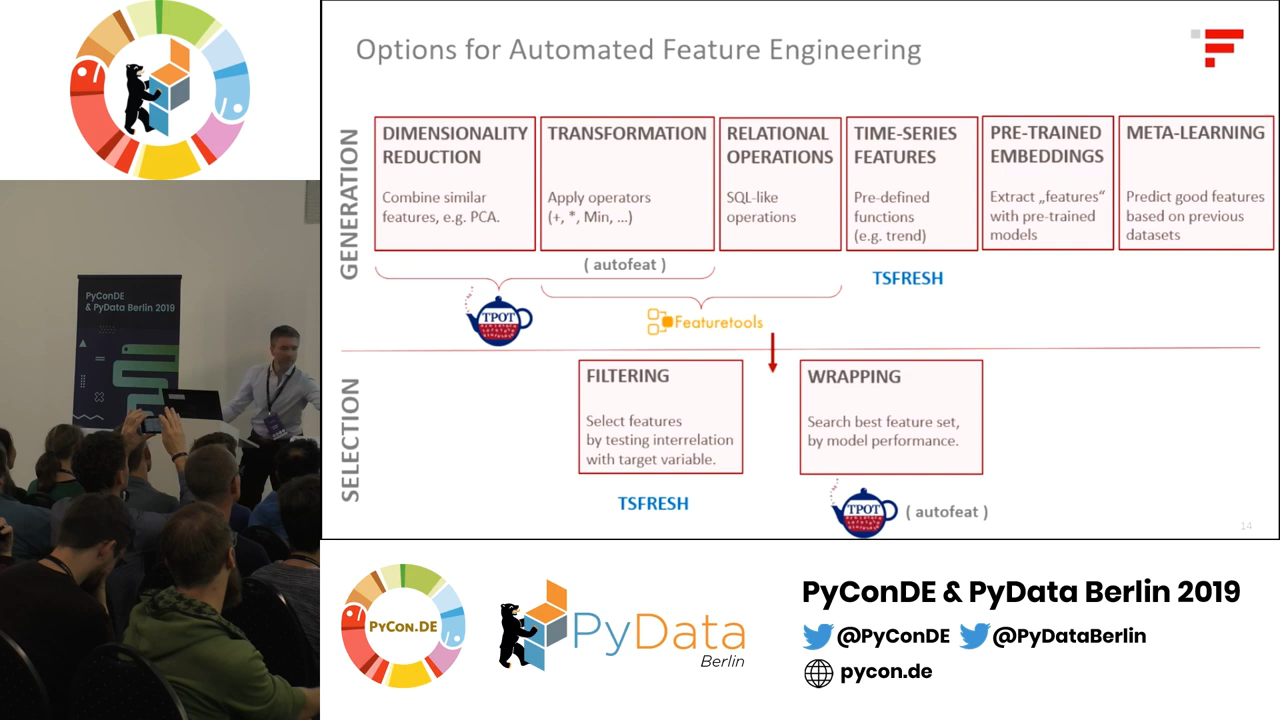 Options for Automated Feature Engineering
GENERATION
DIMENSIONALITY
REDUCTION
Combine similar
features, e.g. PCA.
TRANSFORMATION
Apply operators
(+, *, Min, …)
RELATIONAL
OPERATIONS
SQL-like
operations
TIME-SERIES
FEATURES
Pre-defined
functions
(e.g. trend)
PRE-TRAINED
EMBEDDINGS
Extract „features“
with pre-trained
models
META-LEARNING
Predict good features
based on previous
datasets
( autofeat )
TSFRESH
TPOT
Featuretools
SELECTION
FILTERING
Select features
by testing interrelation
with target variable.
WRAPPING
Search best feature set,
by model performance.
TSFRESH
TPOT
( autofeat )
14
PyConDE
& PyData Berlin 2019
PYCON.DE
PyData
Berlin
PyConDE & PyData Berlin 2019
@PyConDE @PyDataBerlin
pycon.de